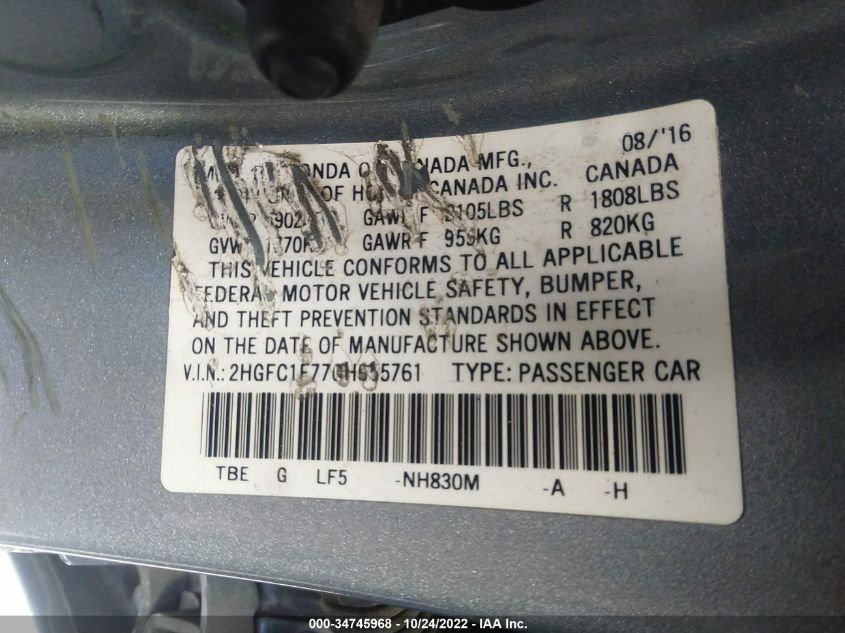 08/'16
HONDA CANADA MFG.,
OF CANADA INC. CANADA
GAWR F R 1808LBS
GAWR F R 820KG
THIS VEHICLE CONFORMS TO ALL APPLICABLE
FEDERAL MOTOR VEHICLE SAFETY, BUMPER,
AND THEFT PREVENTION STANDARDS IN EFFECT
ON THE DATE OF MANUFACTURE SHOWN ABOVE.
V.I.N.: TYPE: PASSENGER CAR
TBE G LF5 -NH830M -A -H
000-34745968 • 10/24/2022 - IAA Inc.